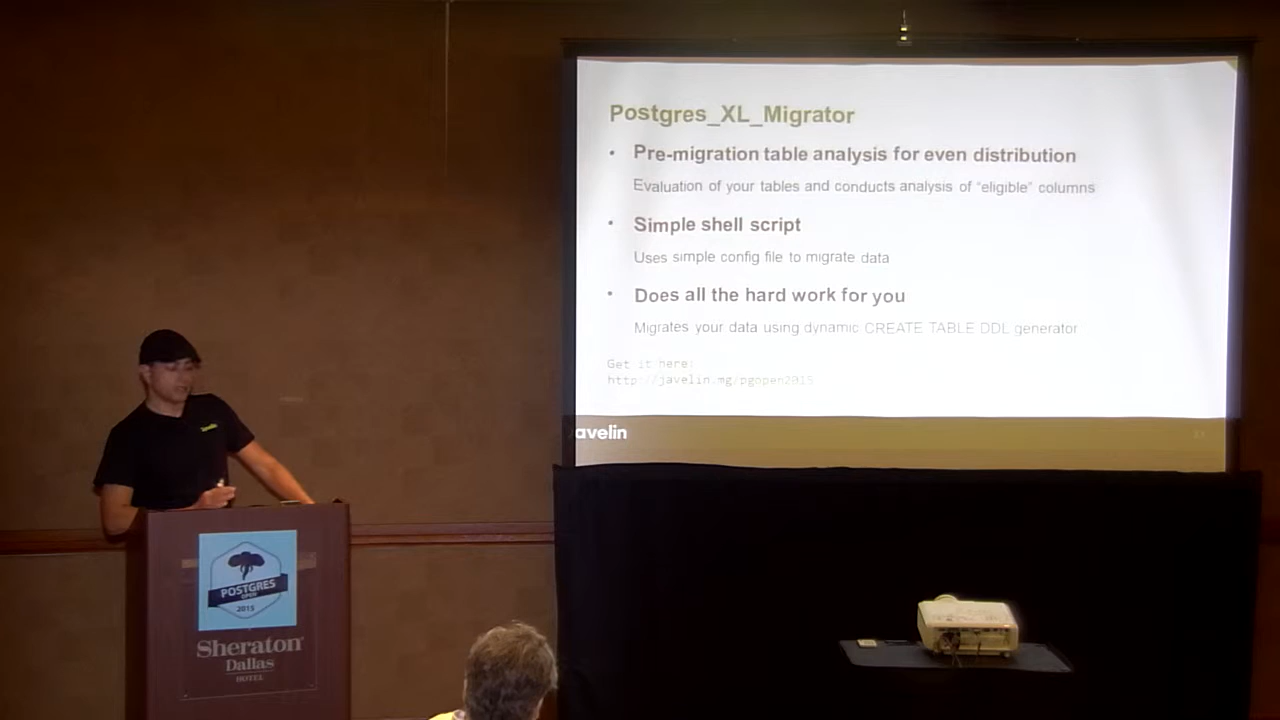 Postgres_XL_Migrator
• Pre-migration table analysis for even distribution
Evaluation of your tables and conducts analysis of "eligible" columns
• Simple shell script
Uses simple config file to migrate data
• Does all the hard work for you
Migrates your data using dynamic CREATE TABLE DDL generator
Get it here:
http://javelin.mg/pgopen2015
avelin
Javelin
POSTGRES
OPEN
2015
Sheraton
Dallas
HOTEL